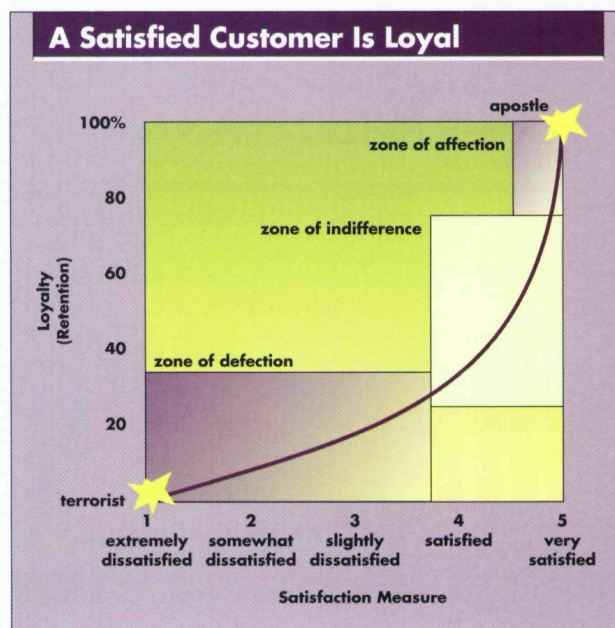 A Satisfied Customer Is Loyal
apostle
100%
zone of affection
80
zone of indifference
60
Loyalty
(Retention)
40
zone of defection
20
terrorist
1
extremely
dissatisfied
2
somewhat
dissatisfied
3
slightly
dissatisfied
4
satisfied
5
very
satisfied
Satisfaction Measure